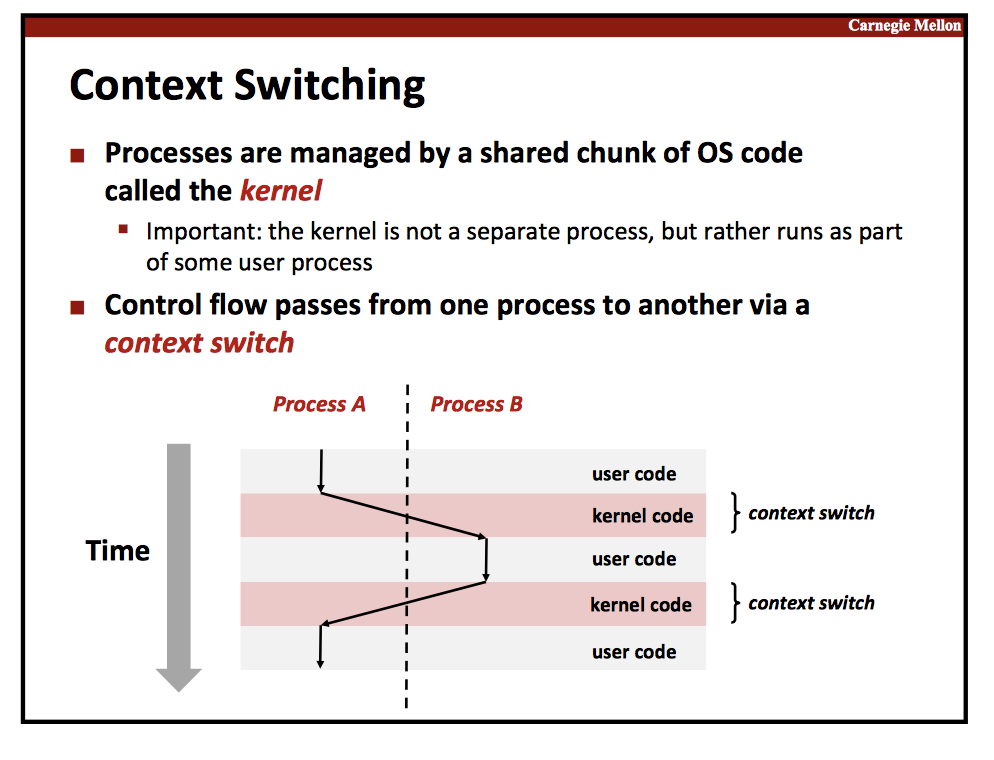 Carnegie Mellon
Context Switching
Processes are managed by a shared chunk of OS code
called the kernel
Important: the kernel is not a separate process, but rather runs as part
of some user process
Control flow passes from one process to another via a
context switch
Process A Process B
user code
kernel code context switch
Time user code
kernel code context switch
user code